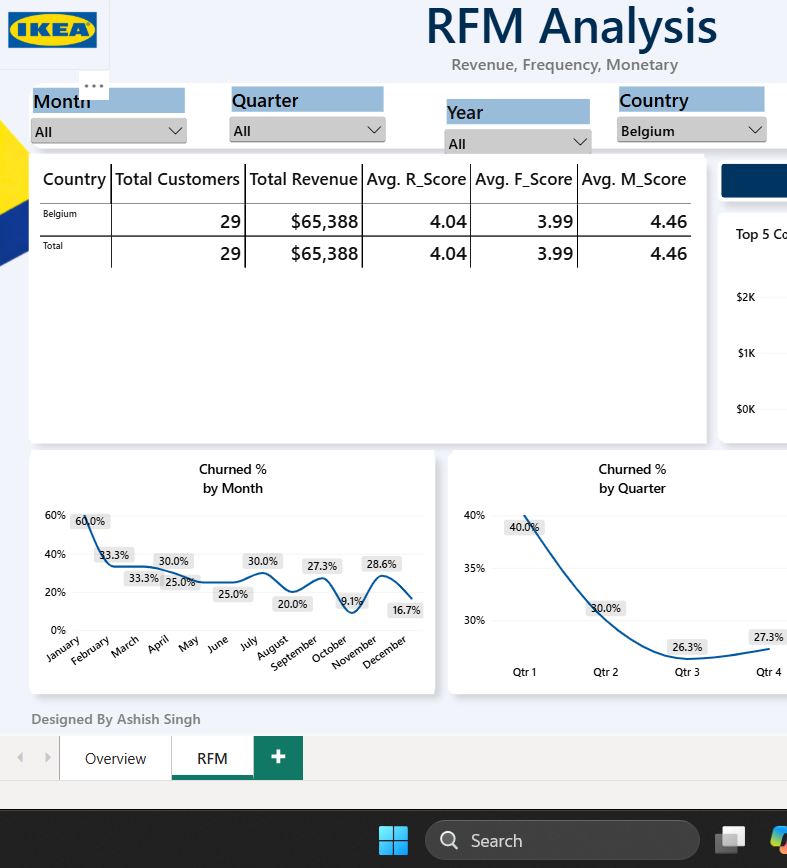 IKEA
RFM Analysis
Revenue, Frequency, Monetary
Month
All
Quarter
All
Year
All
Country
Belgium
Country Total Customers Total Revenue Avg. R_Score Avg. F_Score Avg. M_Score
Belgium 29 $65,388 4.04 3.99 4.46
Total 29 $65,388 4.04 3.99 4.46
Top 5 Co
$2K
$1K
$0K
Churned %
by Month
60%
40%
20%
0%
60.0%
33.3%
33.3%
30.0%
25.0%
25.0%
30.0%
20.0%
27.3%
9.1%
28.6%
16.7%
January
February
March
April
May
June
July
August
September
October
November
December
Churned %
by Quarter
40%
35%
30%
40.0%
30.0%
26.3%
27.3%
Qtr 1
Qtr 2
Qtr 3
Qtr 4
Designed By Ashish Singh
Overview
RFM
Search